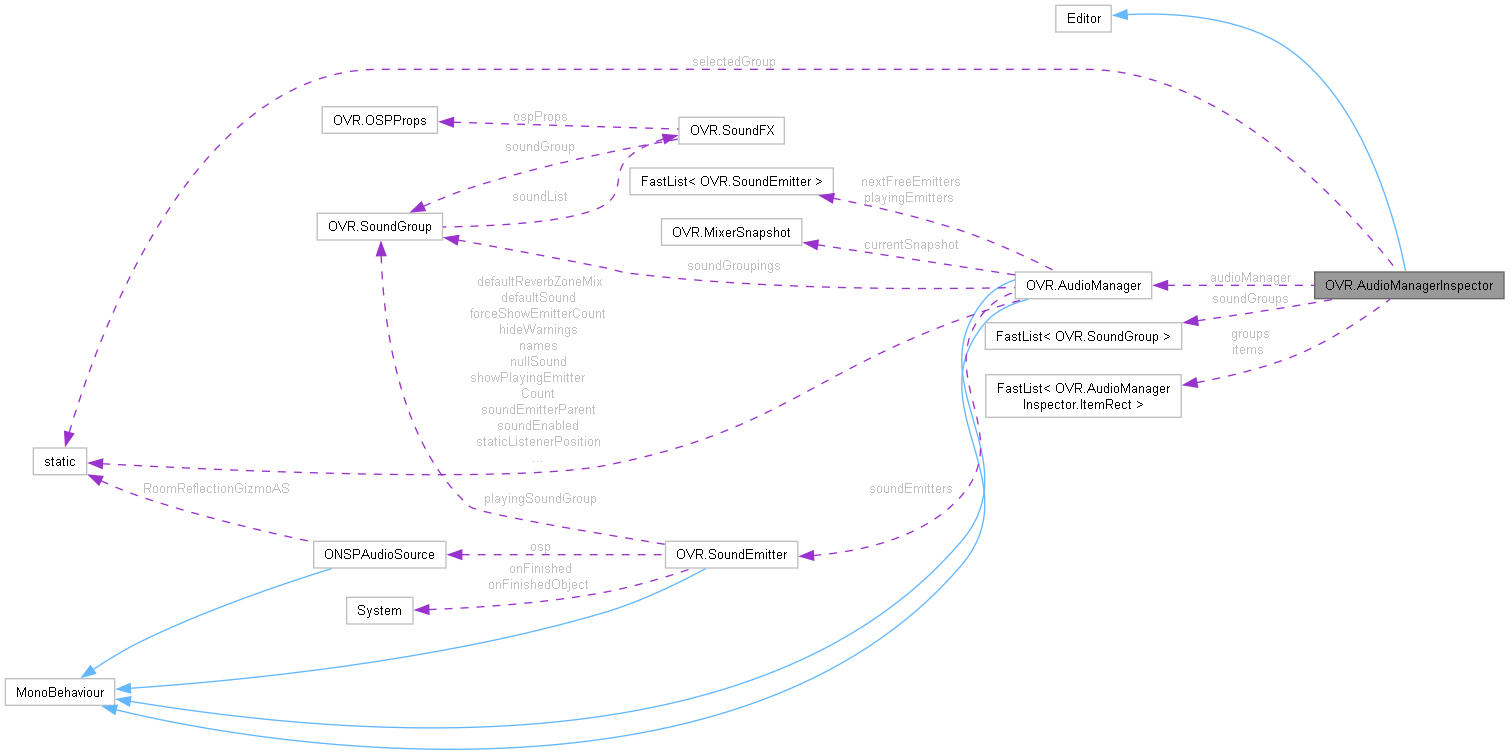 Editor
selectedGroup
OVR.OSPProps
ospProps
OVR.SoundFX
soundGroup
FastList< OVR.SoundEmitter >
nextFreeEmitters
playingEmitters
soundList
OVR.SoundGroup
OVR.MixerSnapshot
currentSnapshot
soundGroupings
defaultReverbZoneMix
defaultSound
forceShowEmitterCount
hideWarnings
names
nullSound
showPlayingEmitter
Count
soundEmitterParent
soundEnabled
staticListenerPosition
...
OVR.AudioManager
audioManager
OVR.AudioManagerInspector
soundGroups
FastList< OVR.SoundGroup >
groups
items
FastList< OVR.AudioManager
Inspector.ItemRect >
static
RoomReflectionGizmoAS
playingSoundGroup
soundEmitters
ONSPAudioSource
osp
OVR.SoundEmitter
onFinished
onFinishedObject
System
MonoBehaviour